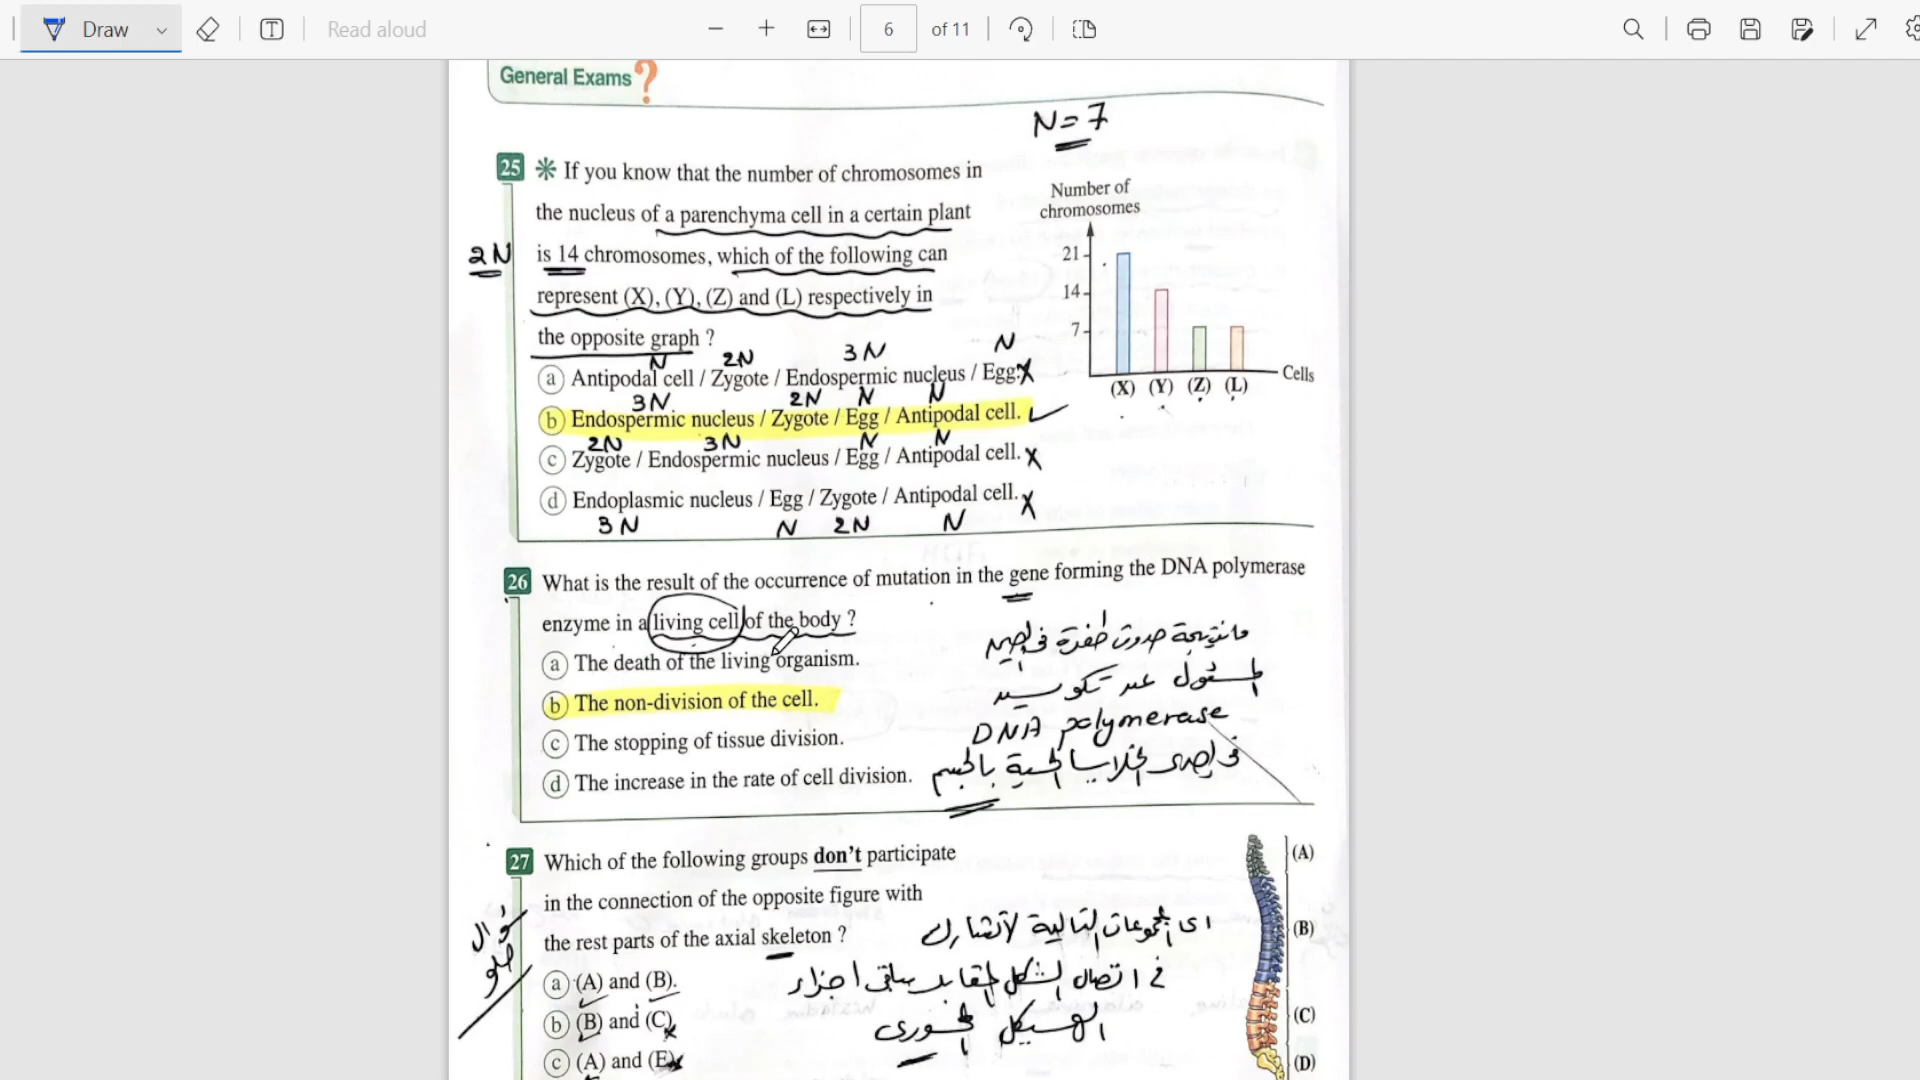 Draw
Read aloud
6 of 11
General Exams ?
N = 7
25 * If you know that the number of chromosomes in
the nucleus of a parenchyma cell in a certain plant
2N is 14 chromosomes, which of the following can
represent (X), (Y), (Z) and (L) respectively in
the opposite graph ?
N 2N 3N N
a Antipodal cell / Zygote / Endospermic nucleus / Egg. X
3N 2N N N
b Endospermic nucleus / Zygote / Egg / Antipodal cell. ✓
2N 3N N N
c Zygote / Endospermic nucleus / Egg / Antipodal cell. X
d Endoplasmic nucleus / Egg / Zygote / Antipodal cell. X
3N N 2N N
Number of
chromosomes
21
14
7
(X) (Y) (Z) (L) Cells
26 What is the result of the occurrence of mutation in the gene forming the DNA polymerase
enzyme in a living cell of the body ?
a The death of the living organism.
b The non-division of the cell.
c The stopping of tissue division.
d The increase in the rate of cell division.
ما نتيجة حدوث طفرة فى الجين
المسئول عن تكوين
DNA polymerase
فى إحدى الخلايا الحية بالجسم
27 Which of the following groups don't participate
in the connection of the opposite figure with
the rest parts of the axial skeleton ?
a (A) and (B).
b (B) and (C) x
c (A) and (E) x
سؤال
حلو
اى المجموعات التالية لا تشارك
فى اتصال الشكل المقابل بباقى اجزاء
الهيكل المحورى
(A)
(B)
(C)
(D)